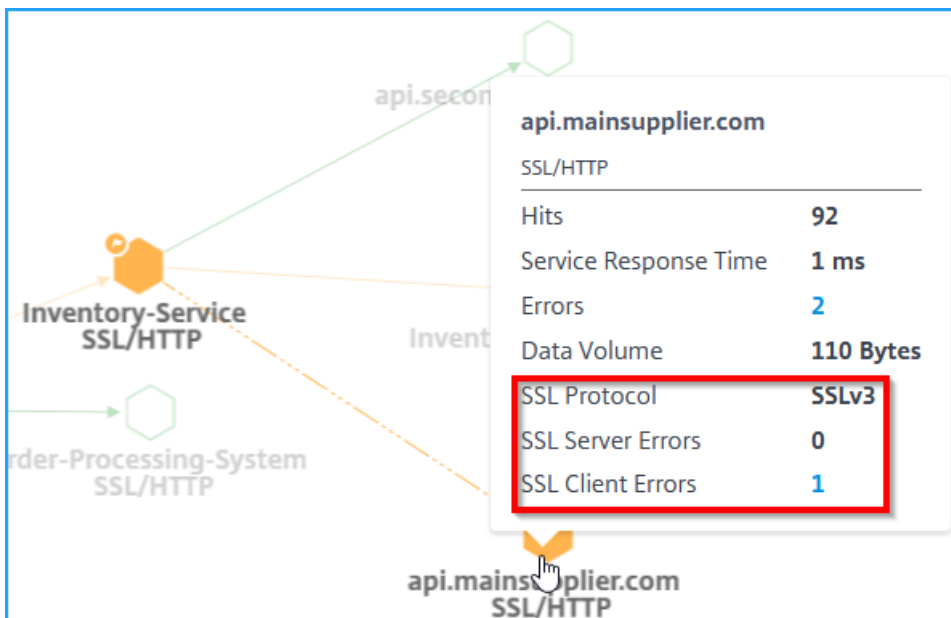 api.secon
api.mainsupplier.com
SSL/HTTP
Hits 92
Service Response Time 1 ms
Errors 2
Data Volume 110 Bytes
SSL Protocol SSLv3
SSL Server Errors 0
SSL Client Errors 1
Inventory-Service
SSL/HTTP
Invent
rder-Processing-System
SSL/HTTP
api.mainsupplier.com
SSL/HTTP